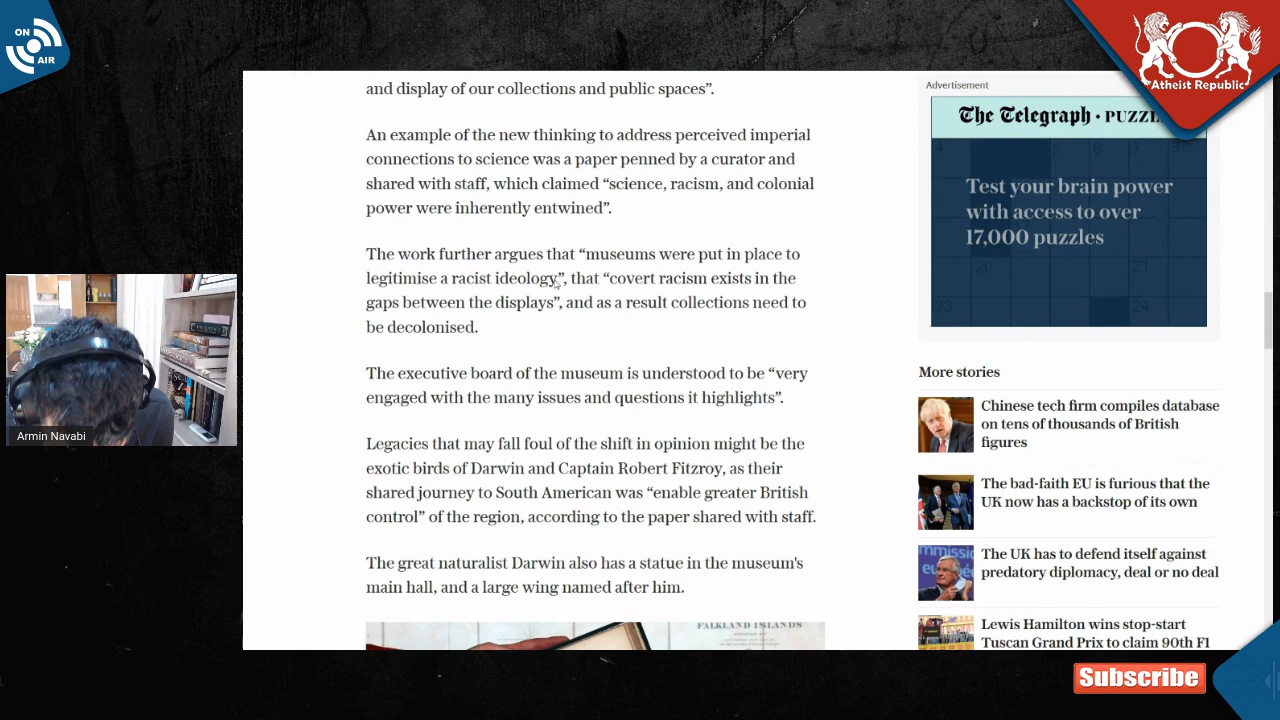 ON
AIR
Atheist Republic
and display of our collections and public spaces”.
An example of the new thinking to address perceived imperial
connections to science was a paper penned by a curator and
shared with staff, which claimed “science, racism, and colonial
power were inherently entwined”.
The work further argues that “museums were put in place to
legitimise a racist ideology”, that “covert racism exists in the
gaps between the displays”, and as a result collections need to
be decolonised.
The executive board of the museum is understood to be “very
engaged with the many issues and questions it highlights”.
Legacies that may fall foul of the shift in opinion might be the
exotic birds of Darwin and Captain Robert Fitzroy, as their
shared journey to South American was “enable greater British
control” of the region, according to the paper shared with staff.
The great naturalist Darwin also has a statue in the museum's
main hall, and a large wing named after him.
FALKLAND ISLANDS
Advertisement
The Telegraph • PUZZL
4
5
6
7
8
Test your brain power
with access to over
17,000 puzzles
20
21
23
24
More stories
Chinese tech firm compiles database
on tens of thousands of British
figures
The bad-faith EU is furious that the
UK now has a backstop of its own
The UK has to defend itself against
predatory diplomacy, deal or no deal
Lewis Hamilton wins stop-start
Tuscan Grand Prix to claim 90th F1
Armin Navabi
Subscribe